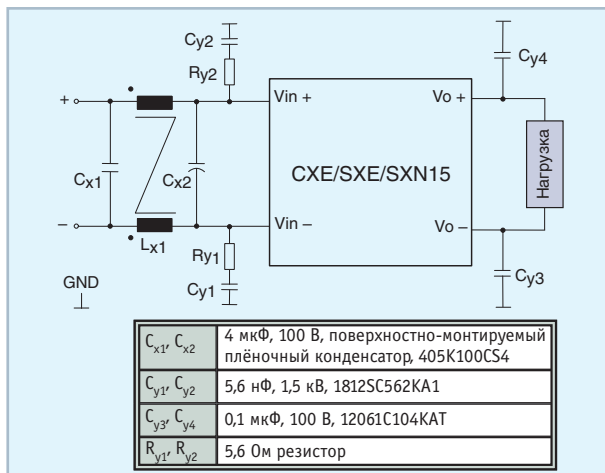 Cy2
Ry2
Cy4
+
Vin +
Vo +
Cx1
Cx2
CXE/SXE/SXN15
Нагрузка
–
Vin –
Vo –
Lx1
Ry1
Cy1
Cy3
GND
Cx1, Cx2 4 мкФ, 100 В, поверхностно-монтируемый
плёночный конденсатор, 405K100CS4
Cy1, Cy2 5,6 нФ, 1,5 кВ, 1812SC562KA1
Cy3, Cy4 0,1 мкФ, 100 В, 12061C104KAT
Ry1, Ry2 5,6 Ом резистор